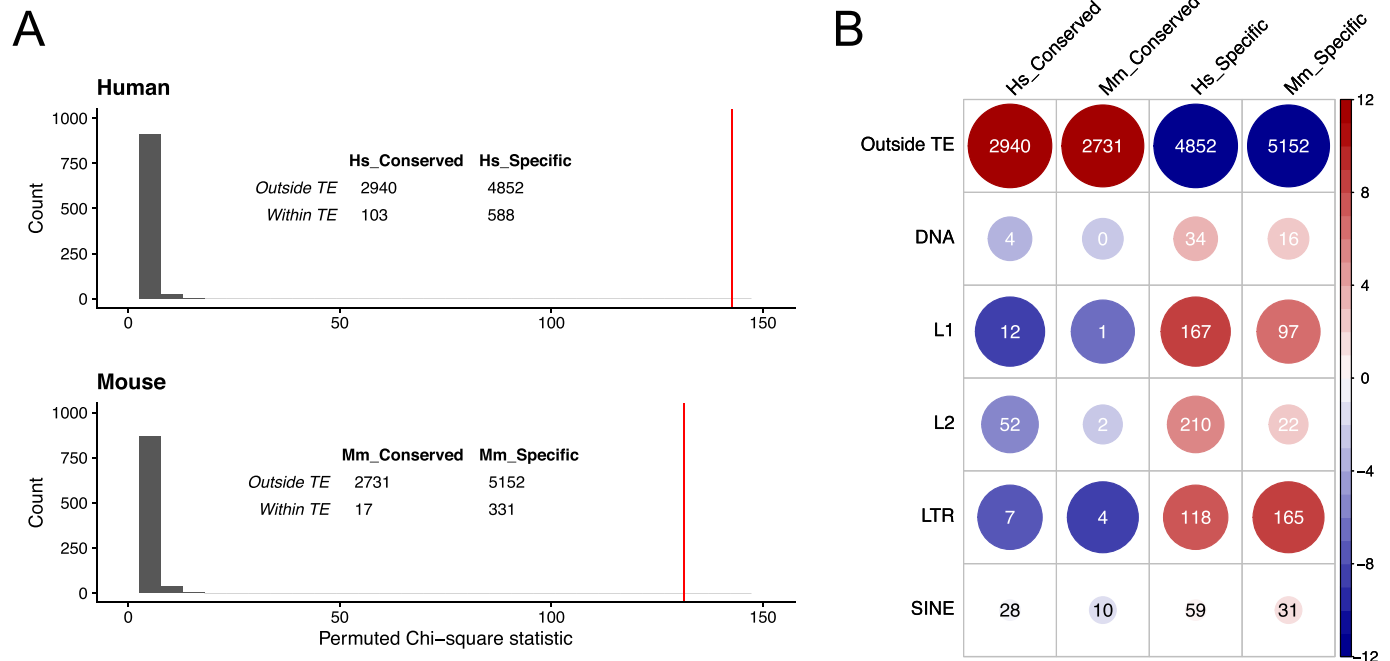 A
Human
1000
750
500
250
0
Count
Hs_Conserved Hs_Specific
Outside TE 2940 4852
Within TE 103 588
0 50 100 150
Mouse
1000
750
500
250
0
Count
Mm_Conserved Mm_Specific
Outside TE 2731 5152
Within TE 17 331
0 50 100 150
Permuted Chi−square statistic
B
Hs_Conserved Mm_Conserved Hs_Specific Mm_Specific
Outside TE 2940 2731 4852 5152
DNA 4 0 34 16
L1 12 1 167 97
L2 52 2 210 22
LTR 7 4 118 165
SINE 28 10 59 31
12
8
4
0
−4
−8
−12